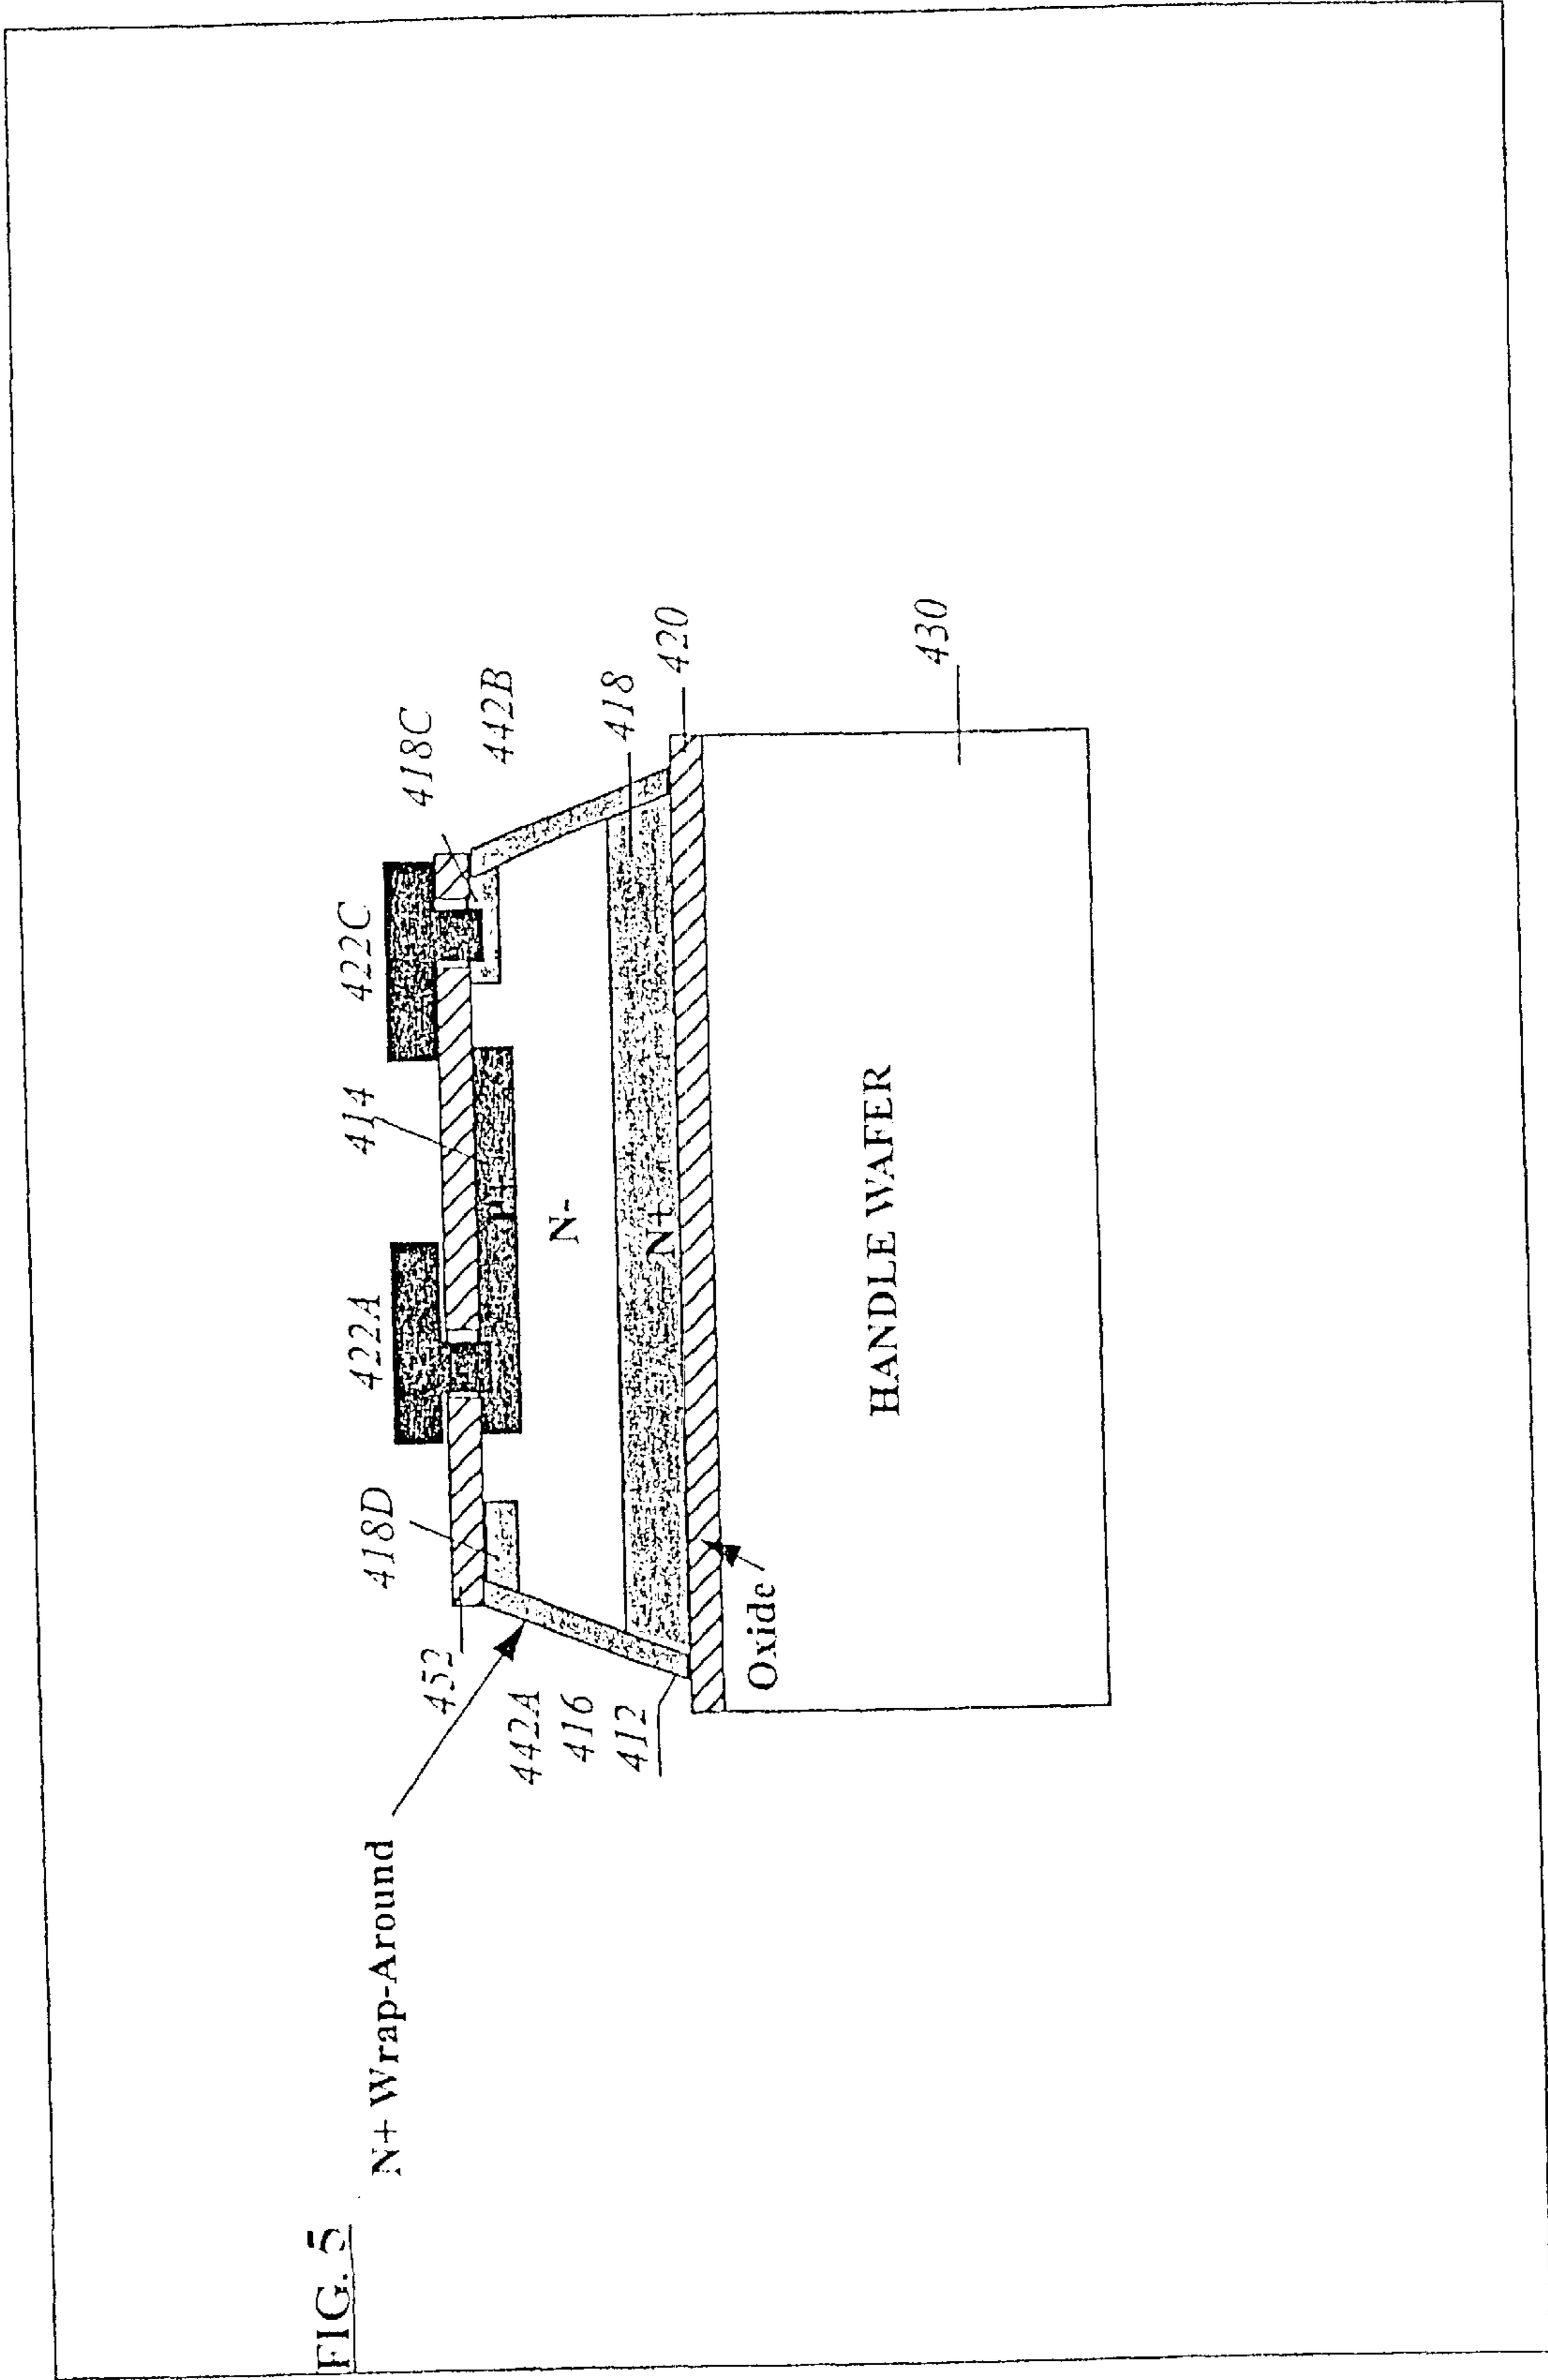 FIG. 5
N+ Wrap-Around
452
418D
422A
414
422C
418C
442B
418
420
430
442A
416
412
N-
N+
Oxide
HANDLE WAFER